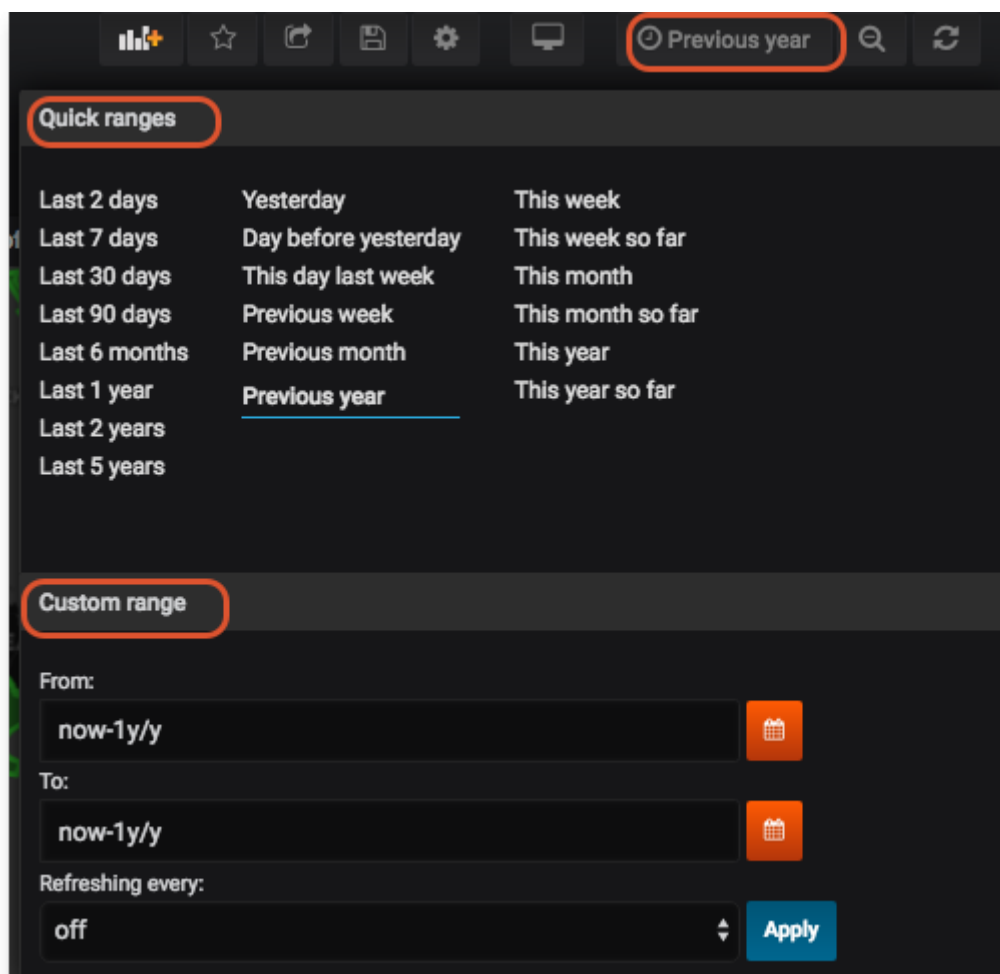 Previous year
Quick ranges
Last 2 days
Last 7 days
Last 30 days
Last 90 days
Last 6 months
Last 1 year
Last 2 years
Last 5 years
Yesterday
Day before yesterday
This day last week
Previous week
Previous month
Previous year
This week
This week so far
This month
This month so far
This year
This year so far
Custom range
From:
now-1y/y
To:
now-1y/y
Refreshing every:
off
Apply